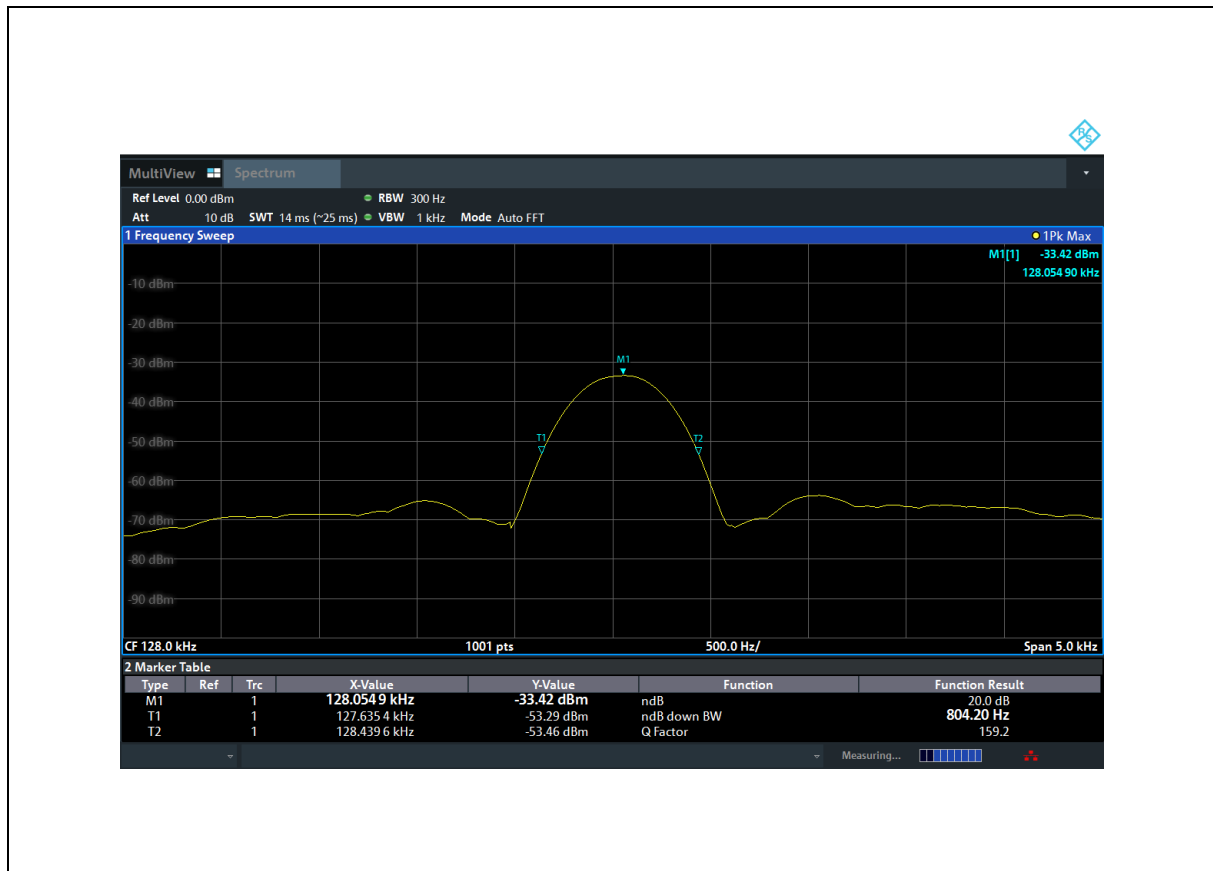 R&S
MultiView Spectrum
Ref Level 0.00 dBm RBW 300 Hz
Att 10 dB SWT 14 ms (~25 ms) VBW 1 kHz Mode Auto FFT
1 Frequency Sweep 1Pk Max
M1[1] -33.42 dBm
128.054 90 kHz
-10 dBm
-20 dBm
-30 dBm
M1
-40 dBm
-50 dBm
T1
T2
-60 dBm
-70 dBm
-80 dBm
-90 dBm
CF 128.0 kHz 1001 pts 500.0 Hz/ Span 5.0 kHz
2 Marker Table
Type Ref Trc X-Value Y-Value Function Function Result
M1 1 128.054 9 kHz -33.42 dBm ndB 20.0 dB
T1 1 127.635 4 kHz -53.29 dBm ndB down BW 804.20 Hz
T2 1 128.439 6 kHz -53.46 dBm Q Factor 159.2
Measuring...